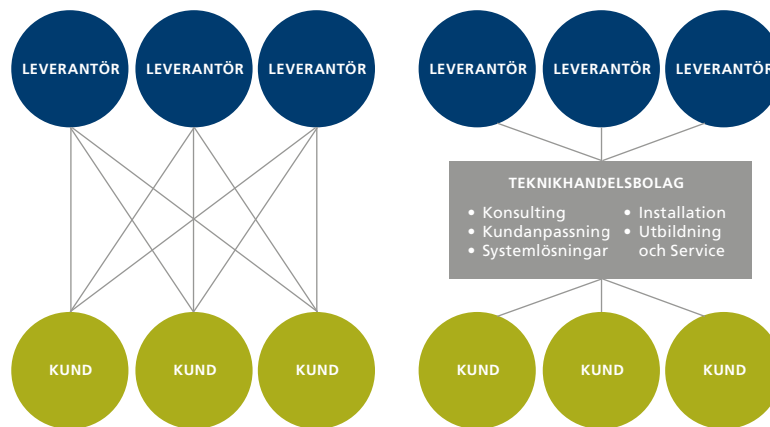 LEVERANTÖR LEVERANTÖR LEVERANTÖR
LEVERANTÖR LEVERANTÖR LEVERANTÖR
TEKNIKHANDELSBOLAG
• Konsulting
• Kundanpassning
• Systemlösningar
• Installation
• Utbildning
och Service
KUND KUND KUND
KUND KUND KUND